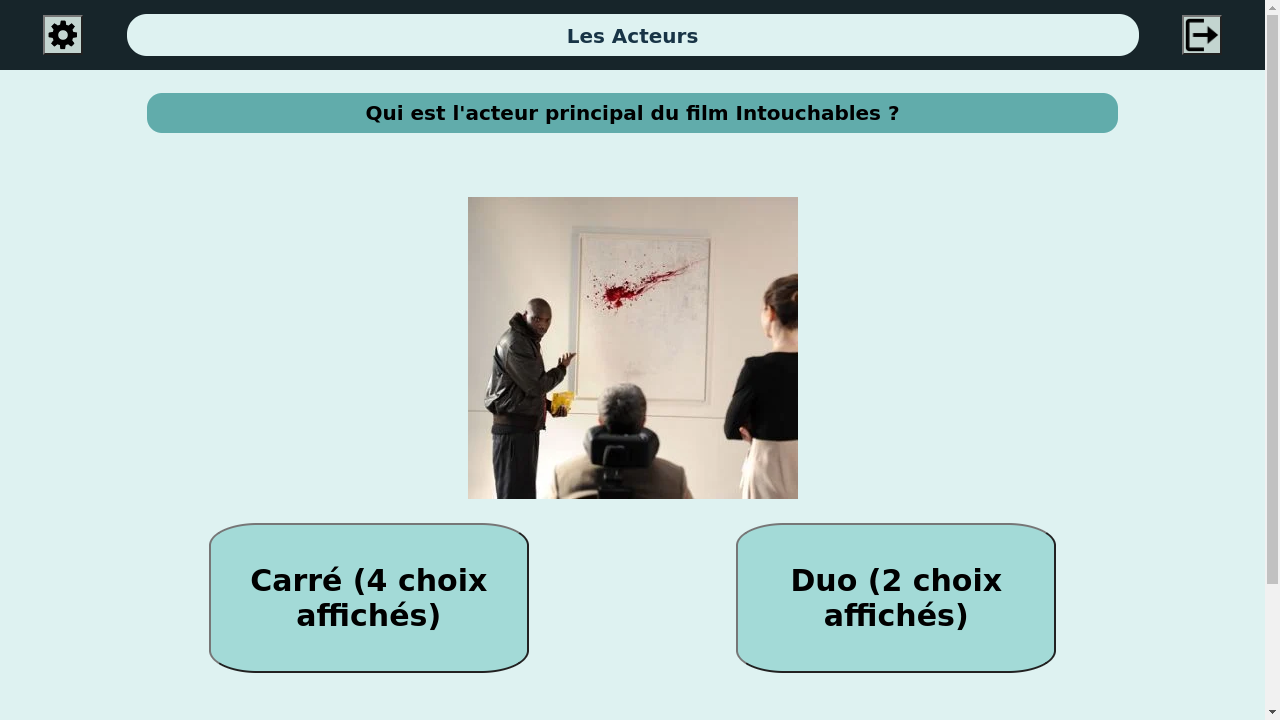 Les Acteurs
Qui est l'acteur principal du film Intouchables ?
Carré (4 choix
affichés)
Duo (2 choix
affichés)